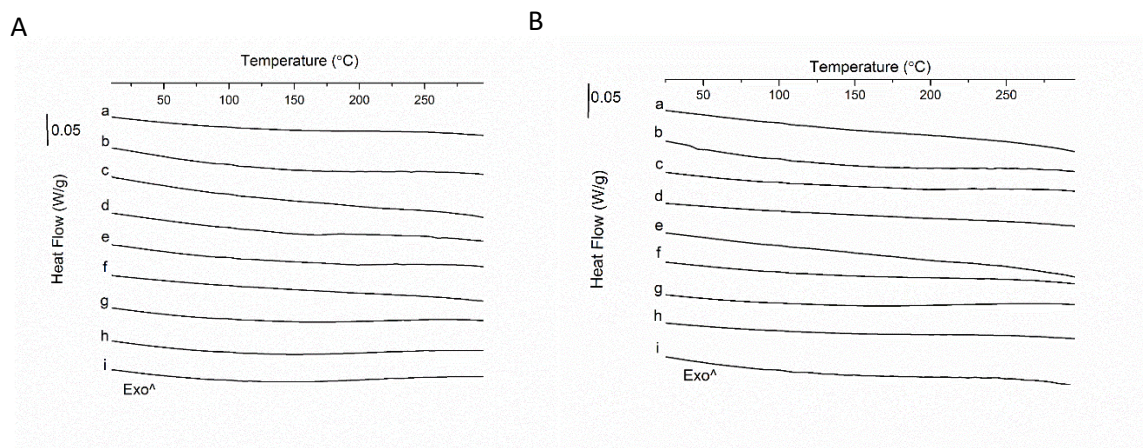 A
Temperature (°C)
50 100 150 200 250
0.05
Heat Flow (W/g)
a
b
c
d
e
f
g
h
i
Exo^
B
Temperature (°C)
50 100 150 200 250
0.05
Heat Flow (W/g)
a
b
c
d
e
f
g
h
i
Exo^